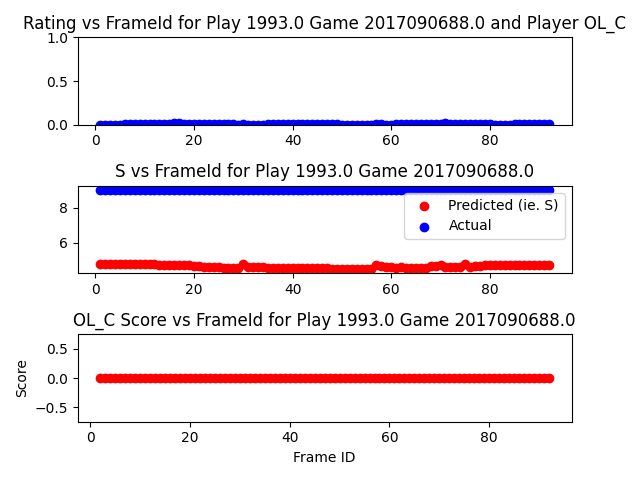 Rating vs FrameId for Play 1993.0 Game 2017090688.0 and Player OL_C
1.0
0.5
0.0
0 20 40 60 80
S vs FrameId for Play 1993.0 Game 2017090688.0
8
6
Predicted (ie. S)
Actual
0 20 40 60 80
OL_C Score vs FrameId for Play 1993.0 Game 2017090688.0
Score
0.5
0.0
−0.5
0 20 40 60 80
Frame ID